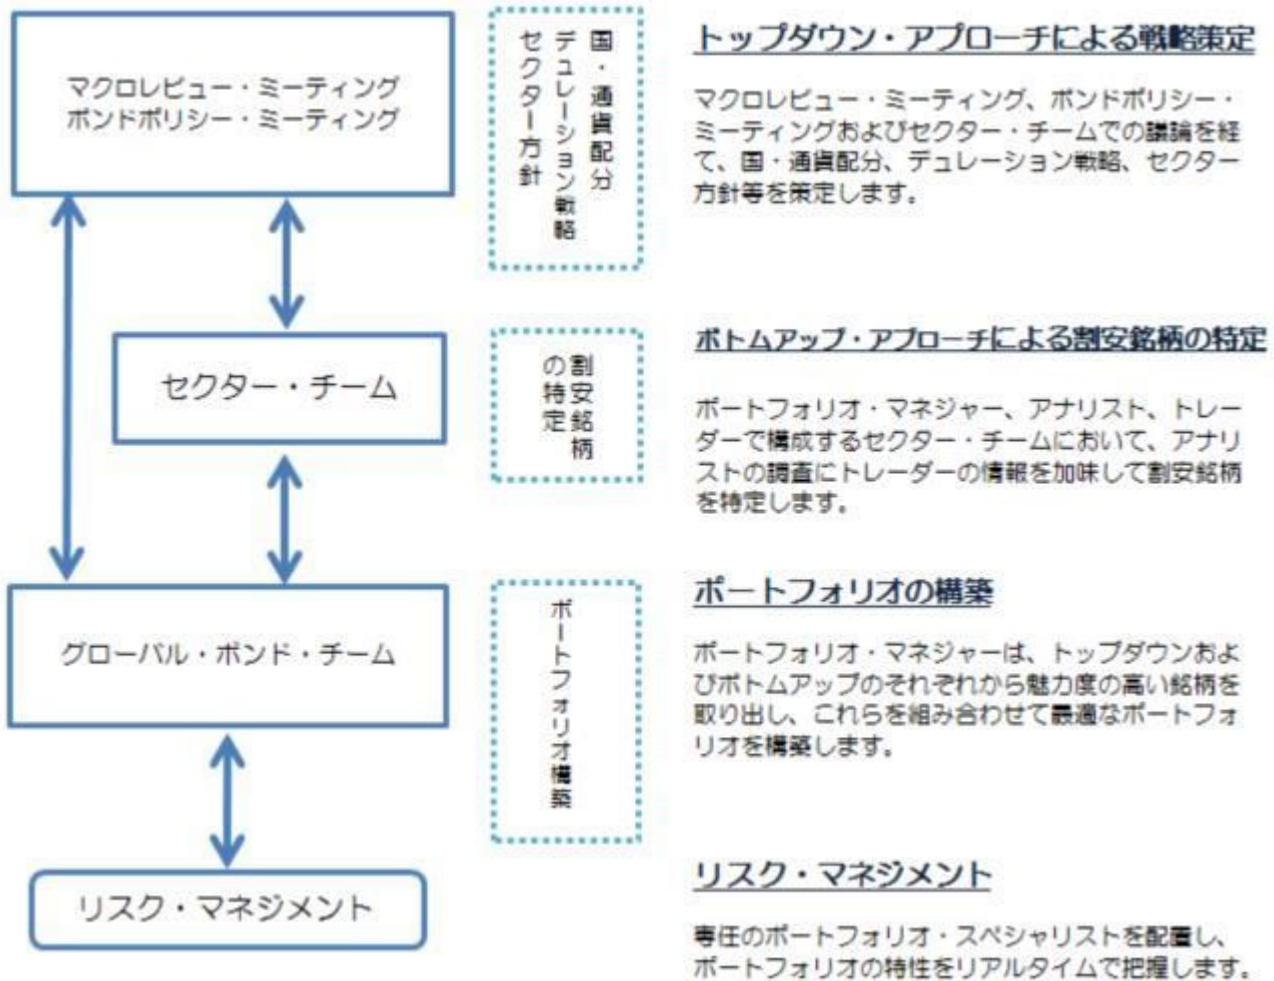 マクロレビュー・ミーティング
ボンドポリシー・ミーティング
国・通貨配分
デュレーション戦略
セクター方針
トップダウン・アプローチによる戦略策定
マクロレビュー・ミーティング、ボンドポリシー・
ミーティングおよびセクター・チームでの議論を経
て、国・通貨配分、デュレーション戦略、セクター
方針等を策定します。
セクター・チーム
割安銘柄
の特定
ボトムアップ・アプローチによる割安銘柄の特定
ポートフォリオ・マネジャー、アナリスト、トレー
ダーで構成するセクター・チームにおいて、アナリ
ストの調査にトレーダーの情報を加味して割安銘柄
を特定します。
グローバル・ボンド・チーム
ポートフォリオ構築
ポートフォリオの構築
ポートフォリオ・マネジャーは、トップダウンおよ
びボトムアップのそれぞれから魅力度の高い銘柄を
取り出し、これらを組み合わせて最適なポートフォ
リオを構築します。
リスク・マネジメント
リスク・マネジメント
専任のポートフォリオ・スペシャリストを配置し、
ポートフォリオの特性をリアルタイムで把握します。